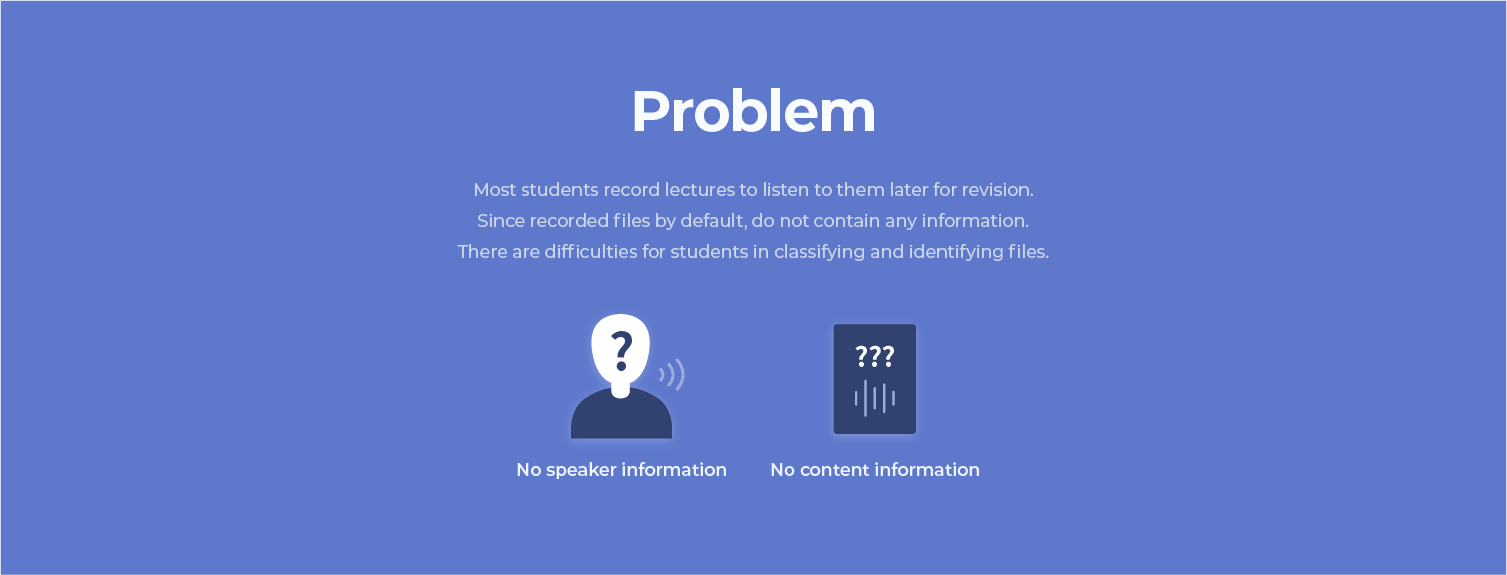 Problem
Most students record lectures to listen to them later for revision.
Since recorded files by default, do not contain any information.
There are difficulties for students in classifying and identifying files.
?
???
No speaker information
No content information